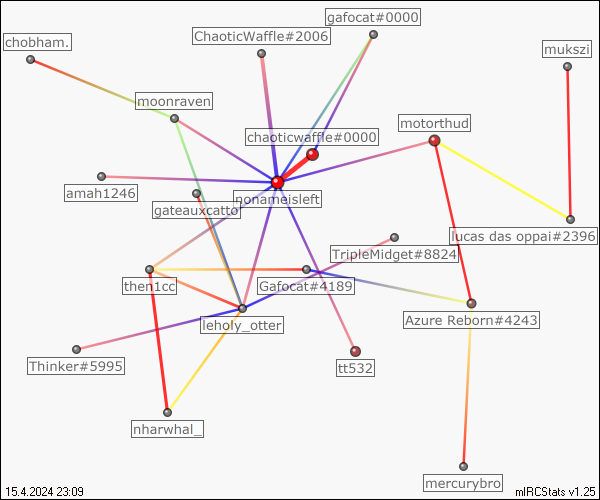 gafocat#0000
ChaoticWaffle#2006
chobham.
mukszi
moonraven
motorthud
chaoticwaffle#0000
amah1246
nonameisleft
gateauxcatto
lucas das oppai#2396
TripleMidget#8824
then1cc
Gafocat#4189
leholy_otter
Azure Reborn#4243
Thinker#5995
tt532
nharwhal_
mercurybro
15.4.2024 23:09
mIRCStats v1.25